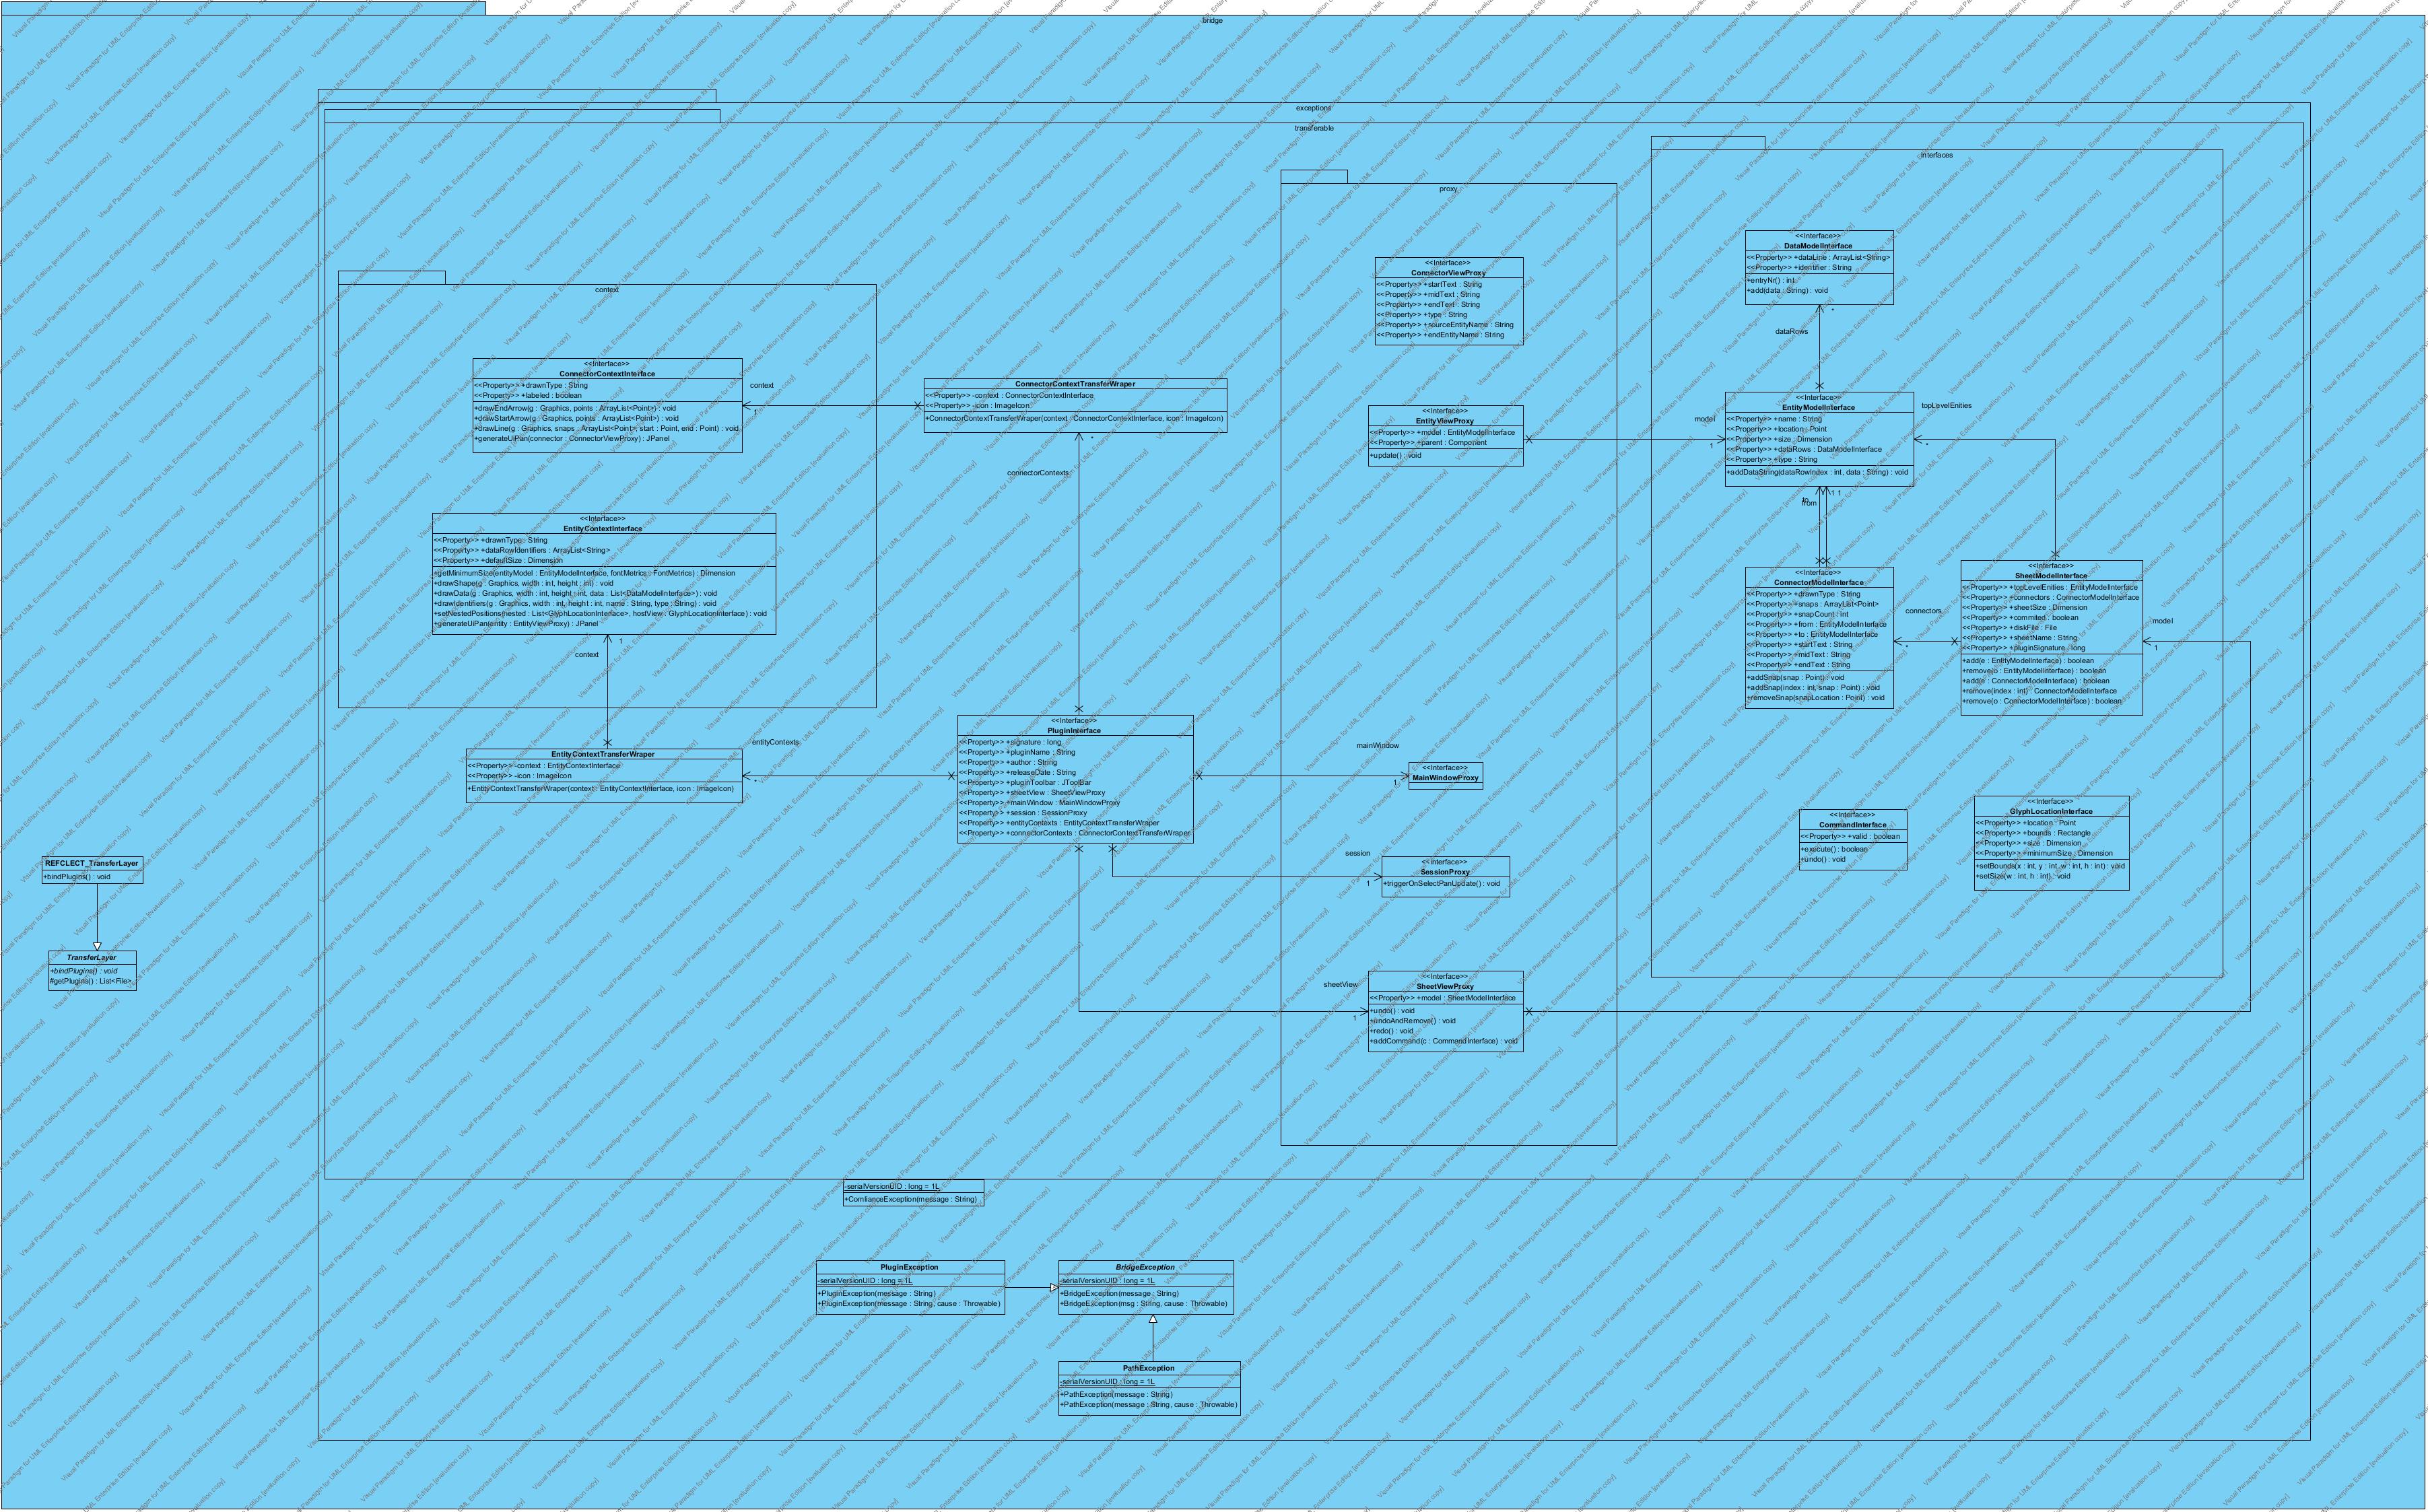 bridge
exceptions
transferable
context
<<Interface>>
ConnectorContextInterface
<<Property>> +drawnType : String
<<Property>> +labeled : boolean
+drawEndArrow(g : Graphics, points : ArrayList<Point>) : void
+drawStartArrow(g : Graphics, points : ArrayList<Point>) : void
+drawLine(g : Graphics, snaps : ArrayList<Point>, start : Point, end : Point) : void
+generateUiPan(connector : ConnectorViewProxy) : JPanel
context
1
ConnectorContextTransferWraper
<<Property>> -context : ConnectorContextInterface
<<Property>> -icon : ImageIcon
+ConnectorContextTransferWraper(context : ConnectorContextInterface, icon : ImageIcon)
*
connectorContexts
<<Interface>>
EntityContextInterface
<<Property>> +drawnType : String
<<Property>> +dataRowIdentifiers : ArrayList<String>
<<Property>> +defaultSize : Dimension
+getMinimumSize(entityModel : EntityModelInterface, fontMetrics : FontMetrics) : Dimension
+drawShape(g : Graphics, width : int, height : int) : void
+drawData(g : Graphics, width : int, height : int, data : List<DataModelInterface>) : void
+drawIdentifiers(g : Graphics, width : int, height : int, name : String, type : String) : void
+setNestedPositions(nested : List<GlyphLocationInterface>, hostView : GlyphLocationInterface) : void
+generateUiPan(entity : EntityViewProxy) : JPanel
1
context
EntityContextTransferWraper
<<Property>> -context : EntityContextInterface
<<Property>> -icon : ImageIcon
+EntityContextTransferWraper(context : EntityContextInterface, icon : ImageIcon)
entityContexts
*
<<Interface>>
PluginInterface
<<Property>> +signature : long
<<Property>> +pluginName : String
<<Property>> +author : String
<<Property>> +releaseDate : String
<<Property>> +pluginToolbar : JToolBar
<<Property>> +sheetView : SheetViewProxy
<<Property>> +mainWindow : MainWindowProxy
<<Property>> +session : SessionProxy
<<Property>> +entityContexts : EntityContextTransferWraper
<<Property>> +connectorContexts : ConnectorContextTransferWraper
proxy
<<Interface>>
ConnectorViewProxy
<<Property>> +startText : String
<<Property>> +midText : String
<<Property>> +endText : String
<<Property>> +type : String
<<Property>> +sourceEntityName : String
<<Property>> +endEntityName : String
<<Interface>>
EntityViewProxy
<<Property>> +model : EntityModelInterface
<<Property>> +parent : Component
+update() : void
model
1
mainWindow
1
<<Interface>>
MainWindowProxy
session
1
<<Interface>>
SessionProxy
+triggerOnSelectPanUpdate() : void
sheetView
1
<<Interface>>
SheetViewProxy
<<Property>> +model : SheetModelInterface
+undo() : void
+undoAndRemove() : void
+redo() : void
+addCommand(c : CommandInterface) : void
interfaces
<<Interface>>
DataModelInterface
<<Property>> +dataLine : ArrayList<String>
<<Property>> +identifier : String
+entryNr() : int
+add(data : String) : void
*
dataRows
<<Interface>>
EntityModelInterface
<<Property>> +name : String
<<Property>> +location : Point
<<Property>> +size : Dimension
<<Property>> +dataRows : DataModelInterface
<<Property>> +type : String
+addDataString(dataRowIndex : int, data : String) : void
topLevelEnities
*
1 1
to
from
<<Interface>>
ConnectorModelInterface
<<Property>> +drawnType : String
<<Property>> +snaps : ArrayList<Point>
<<Property>> +snapCount : int
<<Property>> +from : EntityModelInterface
<<Property>> +to : EntityModelInterface
<<Property>> +startText : String
<<Property>> +midText : String
<<Property>> +endText : String
+addSnap(snap : Point) : void
+addSnap(index : int, snap : Point) : void
+removeSnap(snapLocation : Point) : void
connectors
*
<<Interface>>
SheetModelInterface
<<Property>> +topLevelEnities : EntityModelInterface
<<Property>> +connectors : ConnectorModelInterface
<<Property>> +sheetSize : Dimension
<<Property>> +commited : boolean
<<Property>> +diskFile : File
<<Property>> +sheetName : String
<<Property>> +pluginSignature : long
+add(e : EntityModelInterface) : boolean
+remove(o : EntityModelInterface) : boolean
+add(e : ConnectorModelInterface) : boolean
+remove(index : int) : ConnectorModelInterface
+remove(o : ConnectorModelInterface) : boolean
model
1
<<Interface>>
CommandInterface
<<Property>> +valid : boolean
+execute() : boolean
+undo() : void
<<Interface>>
GlyphLocationInterface
<<Property>> +location : Point
<<Property>> +bounds : Rectangle
<<Property>> +size : Dimension
<<Property>> +minimumSize : Dimension
+setBounds(x : int, y : int, w : int, h : int) : void
+setSize(w : int, h : int) : void
REFCLECT_TransferLayer
+bindPlugins() : void
TransferLayer
+bindPlugins() : void
#getPlugins() : List<File>
-serialVersionUID : long = 1L
+ComlianceException(message : String)
PluginException
-serialVersionUID : long = 1L
+PluginException(message : String)
+PluginException(message : String, cause : Throwable)
BridgeException
-serialVersionUID : long = 1L
+BridgeException(message : String)
+BridgeException(msg : String, cause : Throwable)
PathException
-serialVersionUID : long = 1L
+PathException(message : String)
+PathException(message : String, cause : Throwable)
Visual Paradigm for UML Enterprise Edition [evaluation copy]